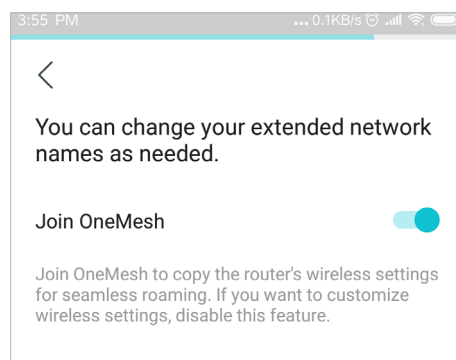 3:55 PM ... 0.1KB/s
You can change your extended network
names as needed.
Join OneMesh
Join OneMesh to copy the router's wireless settings
for seamless roaming. If you want to customize
wireless settings, disable this feature.